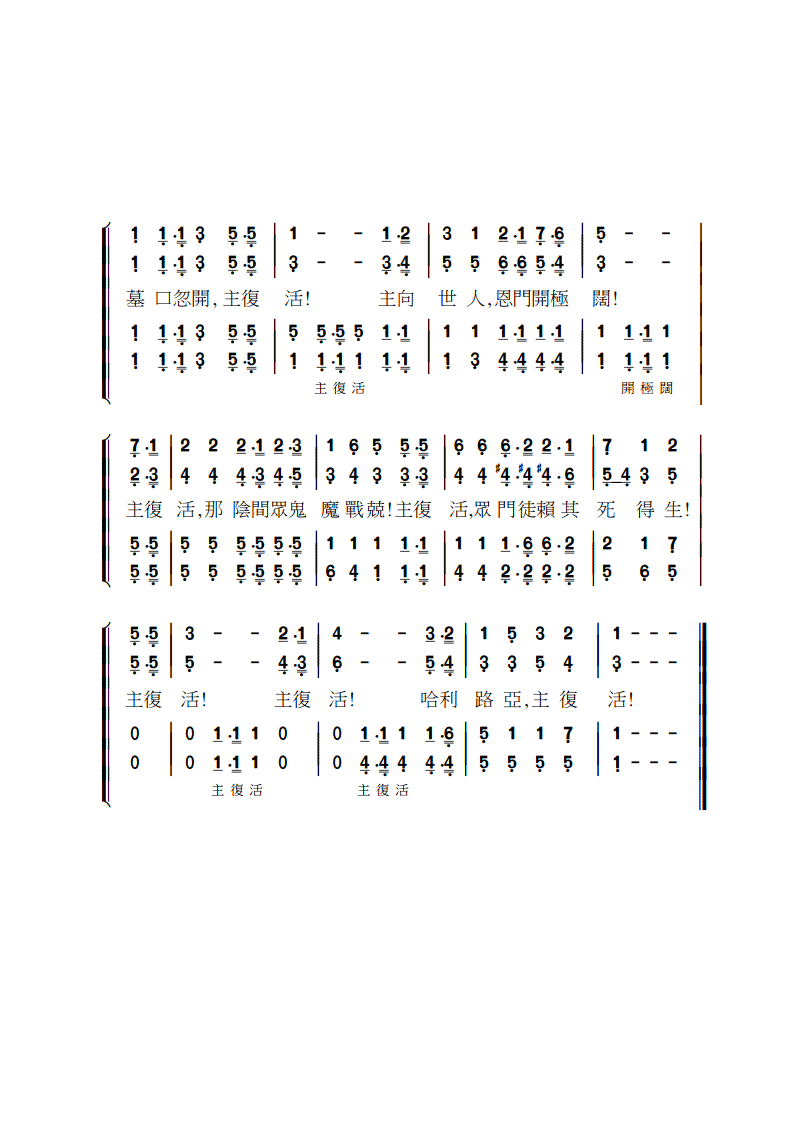 1 1·1 3 5·5 | 1 - - 1·2 | 3 1 2·1 7·6 | 5 - -
1 1·1 3 5·5 | 3 - - 3·4 | 5 5 6·6 5·4 | 3 - -
墓 口忽開, 主復 活! 主向 世 人, 恩門開極 闊!
1 1·1 3 5·5 | 5 5·5 5 1·1 | 1 1 1·1 1·1 | 1 1·1 1
1 1·1 3 5·5 | 1 1·1 1 1·1 | 1 3 4·4 4·4 | 1 1·1 1
主 復 活 開 極 闊
7·1 | 2 2 2·1 2·3 | 1 6 5 5·5 | 6 6 6·2 2·1 | 7 1 2
2·3 | 4 4 4·3 4·5 | 3 4 3 3·3 | 4 4 #4·#4 #4·6 | 5 4 3 5
主復 活, 那 陰間眾鬼 魔 戰 兢! 主復 活, 眾 門徒賴 其 死 得 生!
5·5 | 5 5 5·5 5·5 | 1 1 1 1·1 | 1 1 1·6 6·2 | 2 1 7
5·5 | 5 5 5·5 5·5 | 6 4 1 1·1 | 4 4 2·2 2·2 | 5 6 5
5·5 | 3 - - 2·1 | 4 - - 3·2 | 1 5 3 2 | 1 - - -
5·5 | 5 - - 4·3 | 6 - - 5·4 | 3 3 5 4 | 3 - - -
主復 活! 主復 活! 哈利 路 亞, 主 復 活!
0 | 0 1·1 1 0 | 0 1·1 1 1·6 | 5 1 1 7 | 1 - - -
0 | 0 1·1 1 0 | 0 4·4 4 4·4 | 5 5 5 5 | 1 - - -
主 復 活 主 復 活